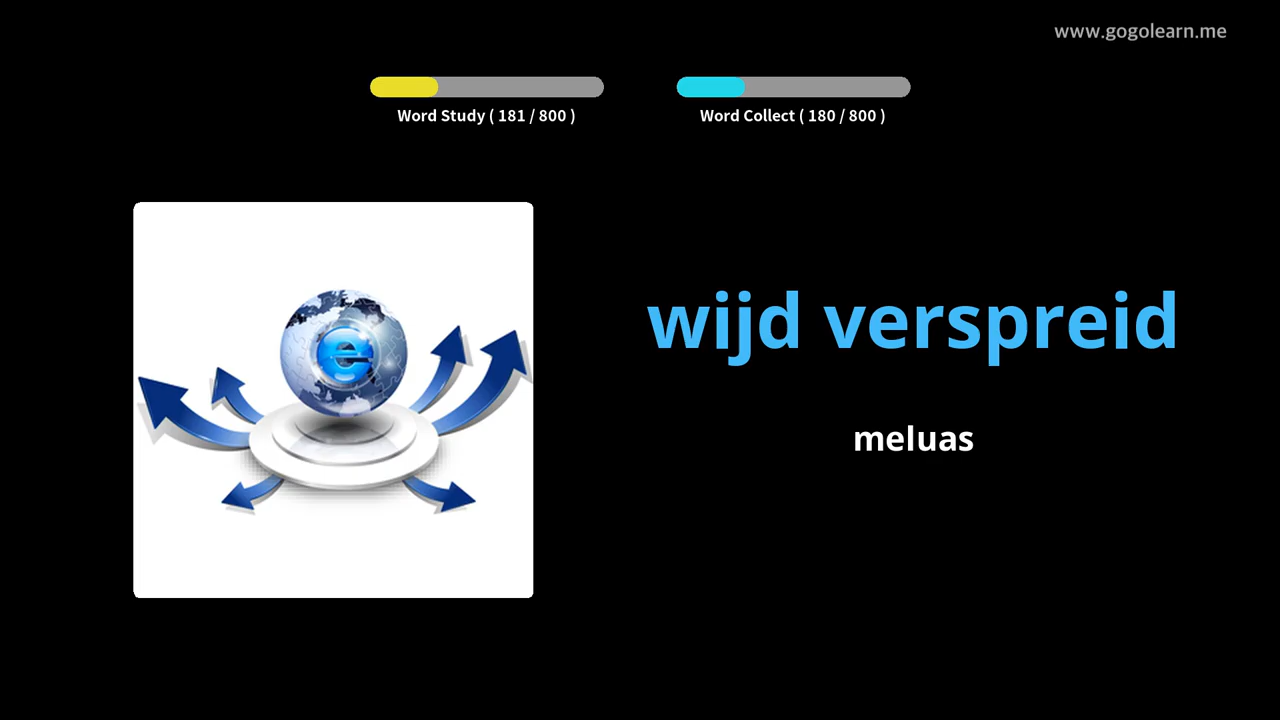 www.gogolearn.me
Word Study ( 181 / 800 )
Word Collect ( 180 / 800 )
e
wijd verspreid
meluas